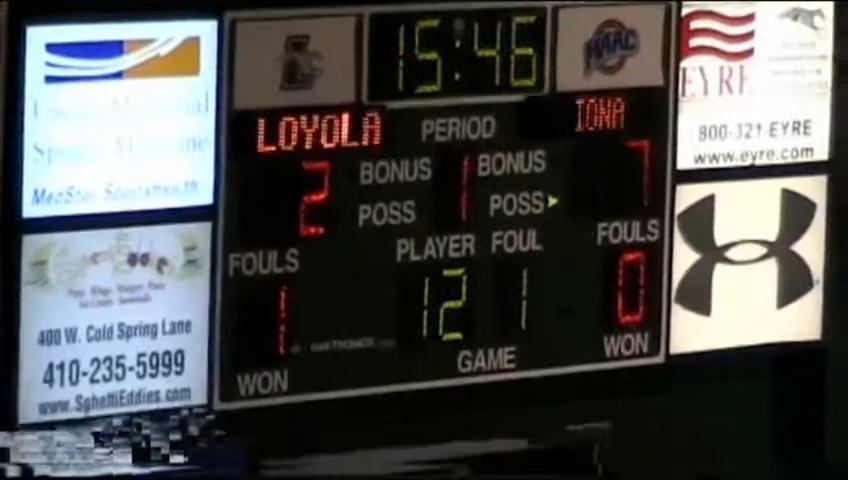 15:46
MAAC
LOYOLA PERIOD IONA
2 BONUS 1 BONUS 7
POSS POSS
FOULS PLAYER FOUL FOULS
1 12 1 0
WON GAME WON
EYRE
800-321-EYRE
www.eyre.com
400 W. Cold Spring Lane
410-235-5999
www.SghettiEddies.com